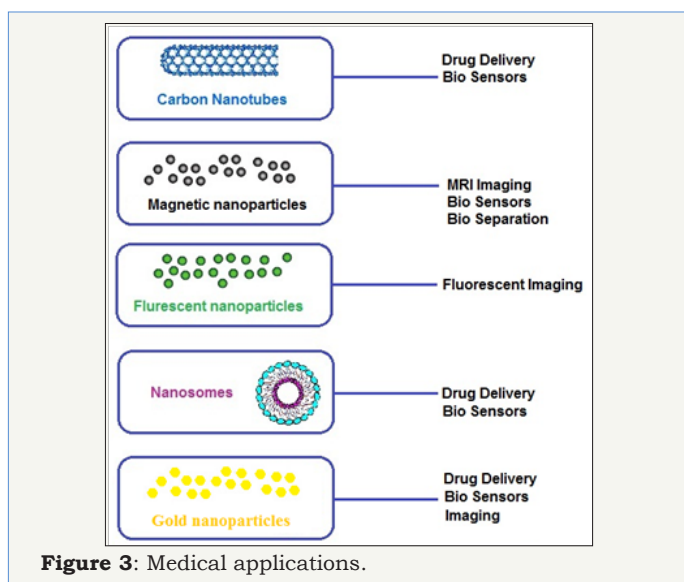 Carbon Nanotubes
Drug Delivery
Bio Sensors
Magnetic nanoparticles
MRI Imaging
Bio Sensors
Bio Separation
Flurescent nanoparticles
Fluorescent Imaging
Nanosomes
Drug Delivery
Bio Sensors
Gold nanoparticles
Drug Delivery
Bio Sensors
Imaging
Figure 3: Medical applications.